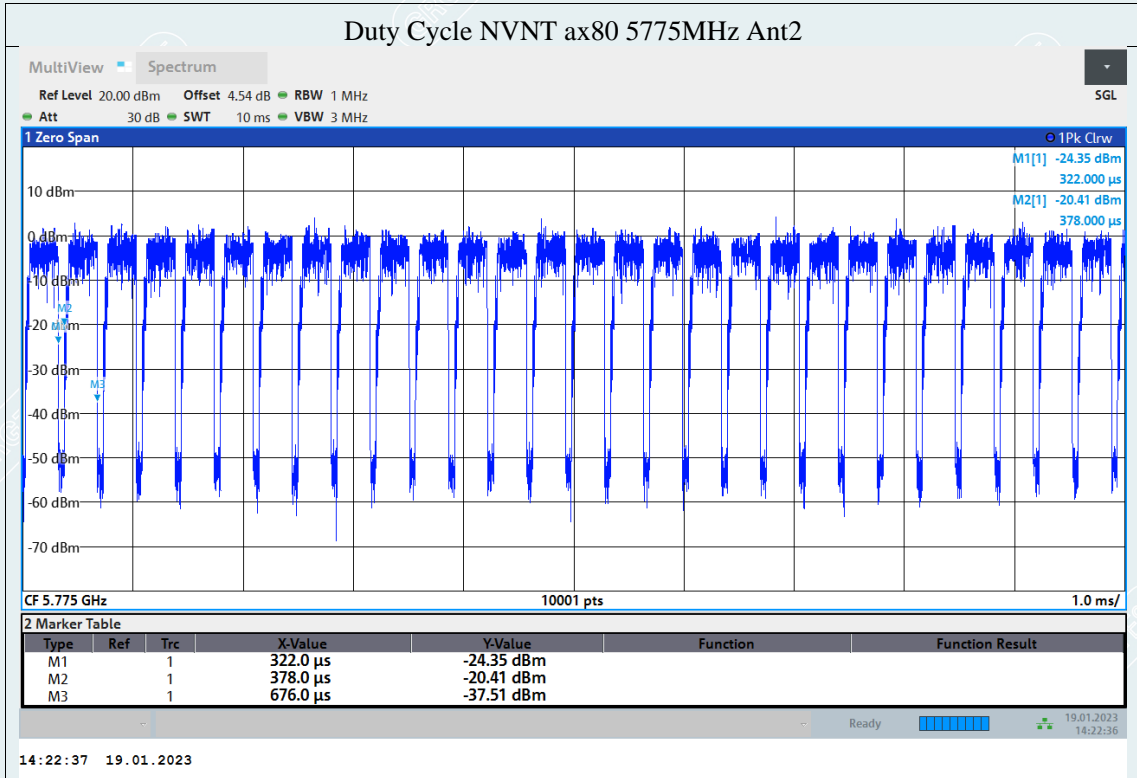 Duty Cycle NVNT ax80 5775MHz Ant2
MultiView Spectrum
Ref Level 20.00 dBm Offset 4.54 dB RBW 1 MHz SGL
Att 30 dB SWT 10 ms VBW 3 MHz
1 Zero Span 1Pk Clrw
M1[1] -24.35 dBm
322.000 µs
M2[1] -20.41 dBm
378.000 µs
10 dBm
0 dBm
-10 dBm
M2
-20 dBm
-30 dBm
M3
-40 dBm
-50 dBm
-60 dBm
-70 dBm
CF 5.775 GHz 10001 pts 1.0 ms/
2 Marker Table
Type Ref Trc X-Value Y-Value Function Function Result
M1 1 322.0 µs -24.35 dBm
M2 1 378.0 µs -20.41 dBm
M3 1 676.0 µs -37.51 dBm
Ready 19.01.2023
14:22:36
14:22:37 19.01.2023